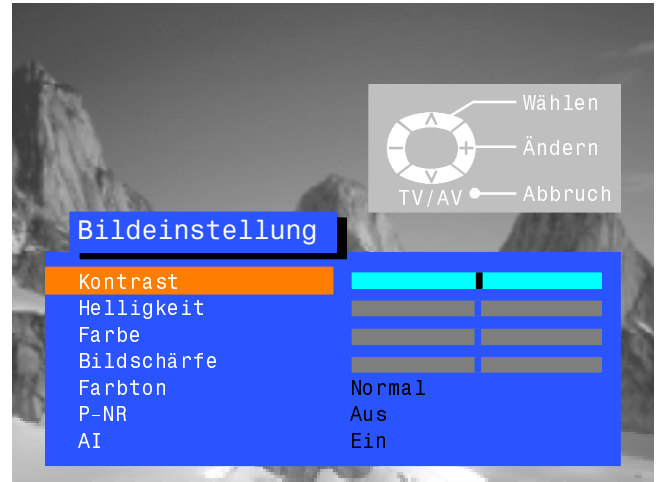 Wählen
Ändern
TV/AV Abbruch
Bildeinstellung
Kontrast
Helligkeit
Farbe
Bildschärfe
Farbton Normal
P-NR Aus
AI Ein